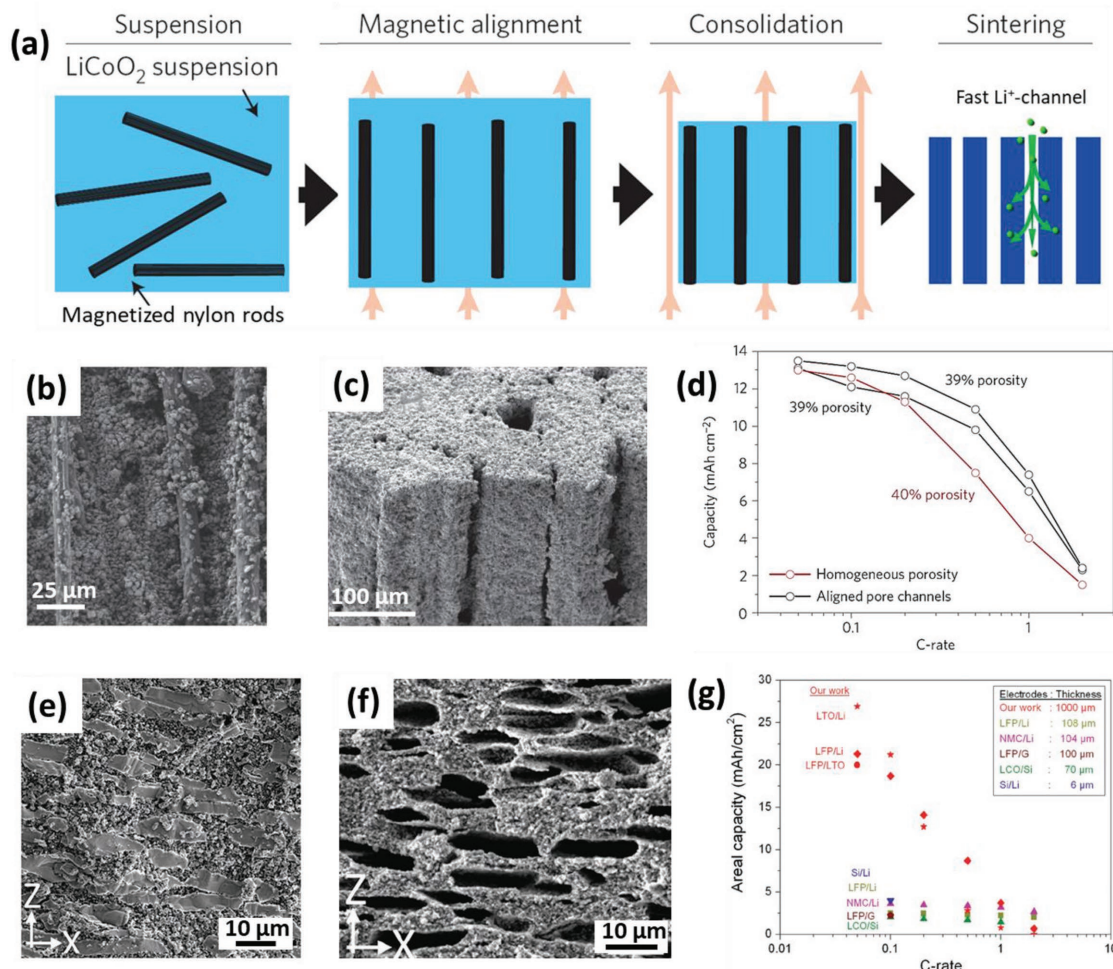 (a)
Suspension
Magnetic alignment
Consolidation
Sintering
LiCoO₂ suspension
Fast Li⁺-channel
Magnetized nylon rods
(b)
25 μm
(c)
100 μm
(d)
Capacity (mAh cm⁻²)
14
12
10
8
6
4
2
0
39% porosity
39% porosity
40% porosity
Homogeneous porosity
Aligned pore channels
0.1
1
C-rate
(e)
Z
X
10 μm
(f)
Z
X
10 μm
(g)
Areal capacity (mAh/cm²)
30
25
20
15
10
5
0
Our work
LTO/Li
LFP/Li
LFP/LTO
Si/Li
LFP/Li
NMC/Li
LFP/G
LCO/Si
Electrodes : Thickness
Our work : 1000 μm
LFP/Li : 108 μm
NMC/Li : 104 μm
LFP/G : 100 μm
LCO/Si : 70 μm
Si/Li : 6 μm
0.01
0.1
1
10
C-rate